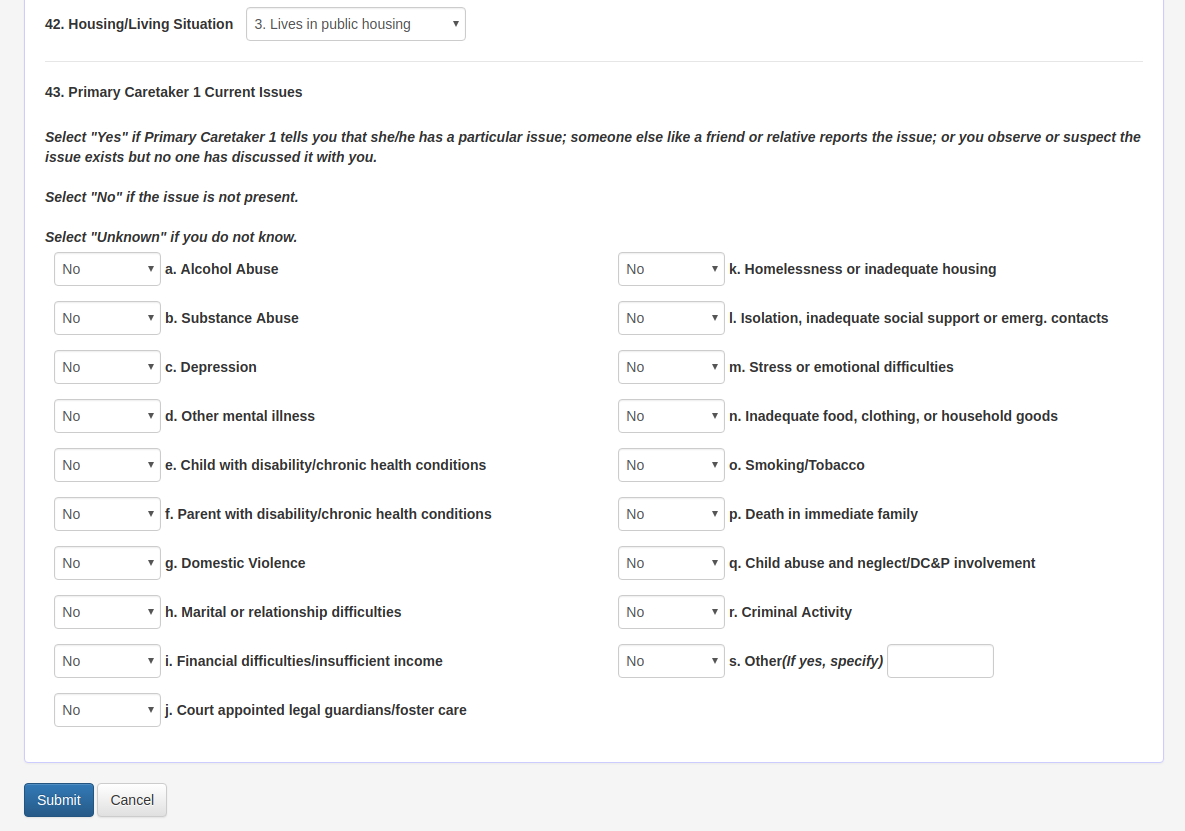 42. Housing/Living Situation 3. Lives in public housing
43. Primary Caretaker 1 Current Issues
Select "Yes" if Primary Caretaker 1 tells you that she/he has a particular issue; someone else like a friend or relative reports the issue; or you observe or suspect the
issue exists but no one has discussed it with you.
Select "No" if the issue is not present.
Select "Unknown" if you do not know.
No a. Alcohol Abuse
No b. Substance Abuse
No c. Depression
No d. Other mental illness
No e. Child with disability/chronic health conditions
No f. Parent with disability/chronic health conditions
No g. Domestic Violence
No h. Marital or relationship difficulties
No i. Financial difficulties/insufficient income
No j. Court appointed legal guardians/foster care
No k. Homelessness or inadequate housing
No l. Isolation, inadequate social support or emerg. contacts
No m. Stress or emotional difficulties
No n. Inadequate food, clothing, or household goods
No o. Smoking/Tobacco
No p. Death in immediate family
No q. Child abuse and neglect/DC&P involvement
No r. Criminal Activity
No s. Other(If yes, specify)
Submit Cancel